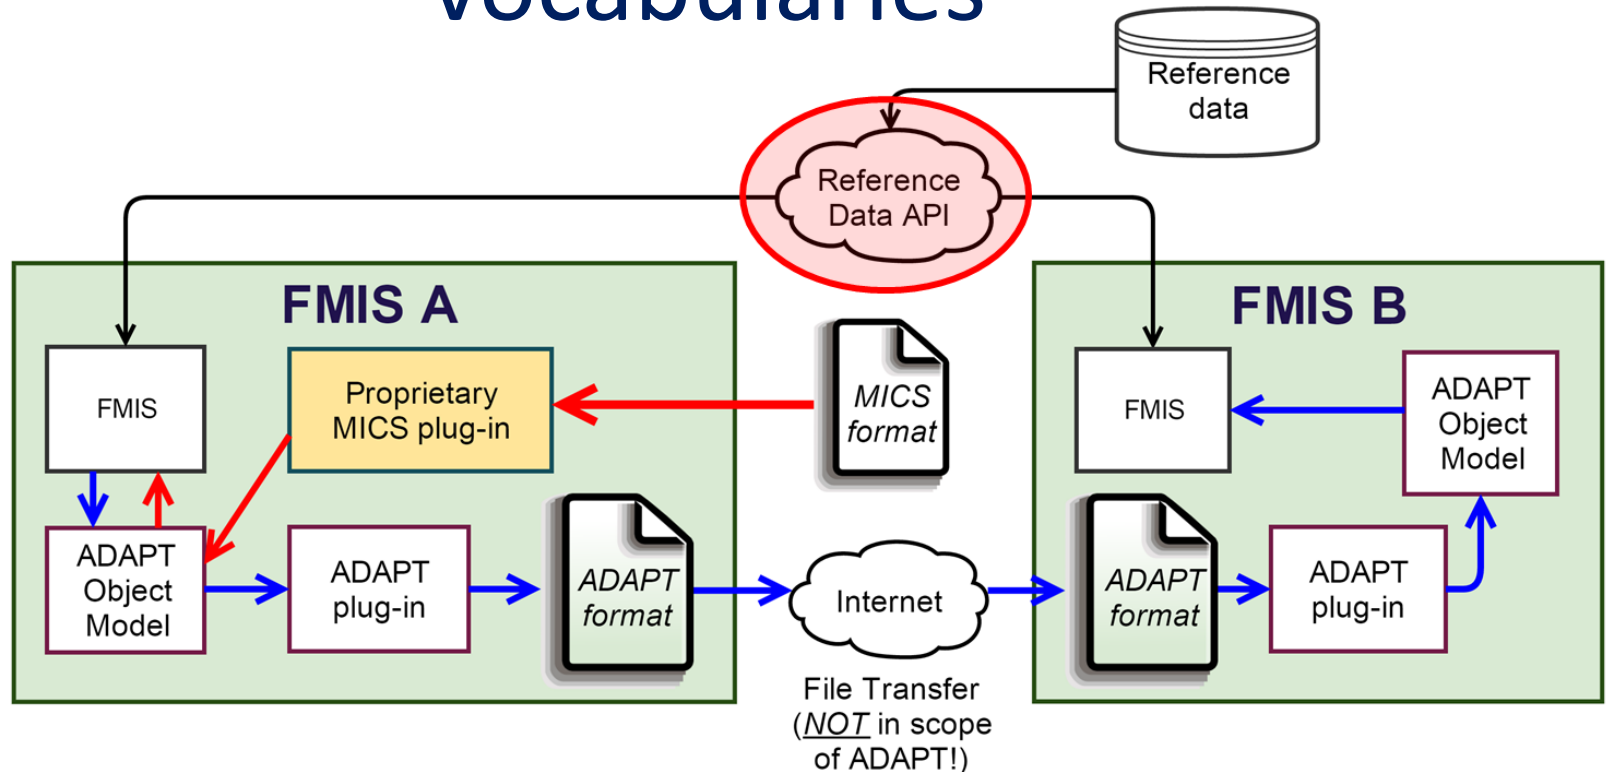 vocabularies
Reference
data
Reference
Data API
FMIS A
FMIS
Proprietary
MICS plug-in
MICS
format
ADAPT
Object
Model
ADAPT
plug-in
ADAPT
format
Internet
File Transfer
(NOT in scope
of ADAPT!)
FMIS B
FMIS
ADAPT
Object
Model
ADAPT
format
ADAPT
plug-in